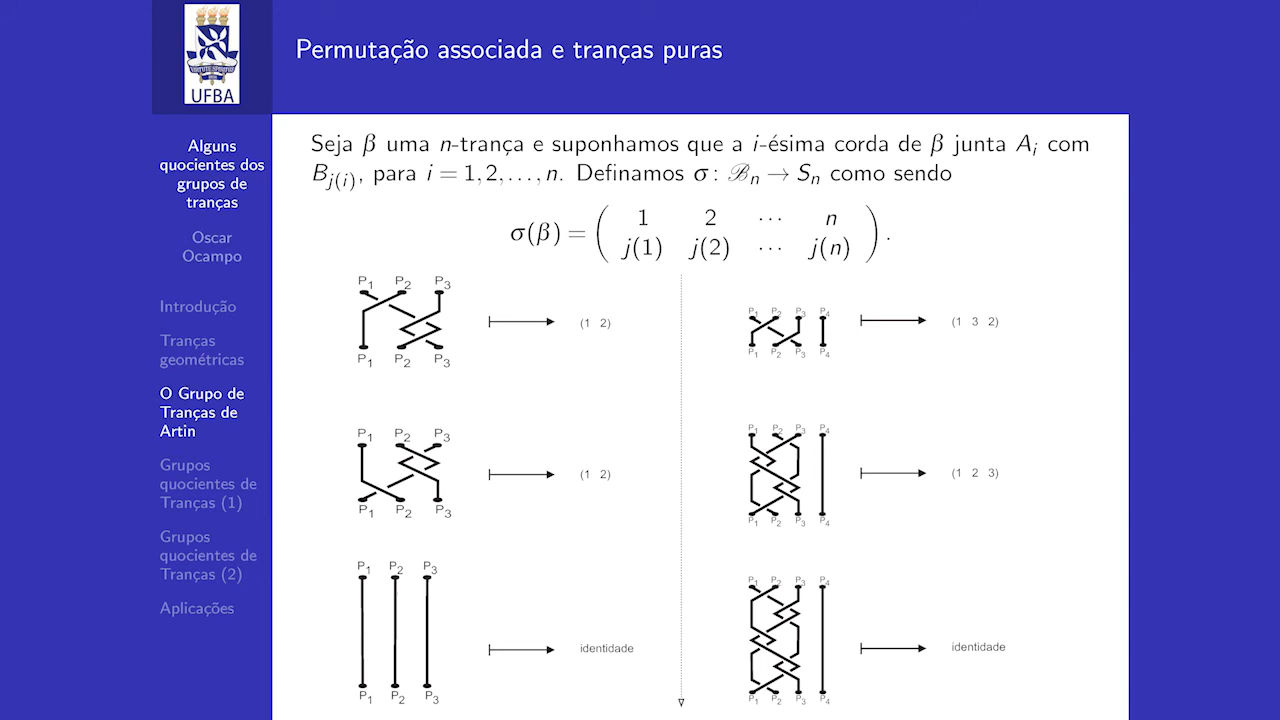 UFBA
Permutação associada e tranças puras
Alguns
quocientes dos
grupos de
tranças
Oscar
Ocampo
Introdução
Tranças
geométricas
O Grupo de
Tranças de
Artin
Grupos
quocientes de
Tranças (1)
Grupos
quocientes de
Tranças (2)
Aplicações
Seja β uma n-trança e suponhamos que a i-ésima corda de β junta A_i com
B_{j(i)}, para i = 1, 2, . . . , n. Definamos σ: ℬ_n → S_n como sendo
σ(β) = ( 1 2 ⋯ n
j(1) j(2) ⋯ j(n) ) .
P1 P2 P3
(1 2)
P1 P2 P3
P1 P2 P3
(1 2)
P1 P2 P3
P1 P2 P3
identidade
P1 P2 P3
P1 P2 P3 P4
(1 3 2)
P1 P2 P3 P4
P1 P2 P3 P4
(1 2 3)
P1 P2 P3 P4
P1 P2 P3 P4
identidade
P1 P2 P3 P4